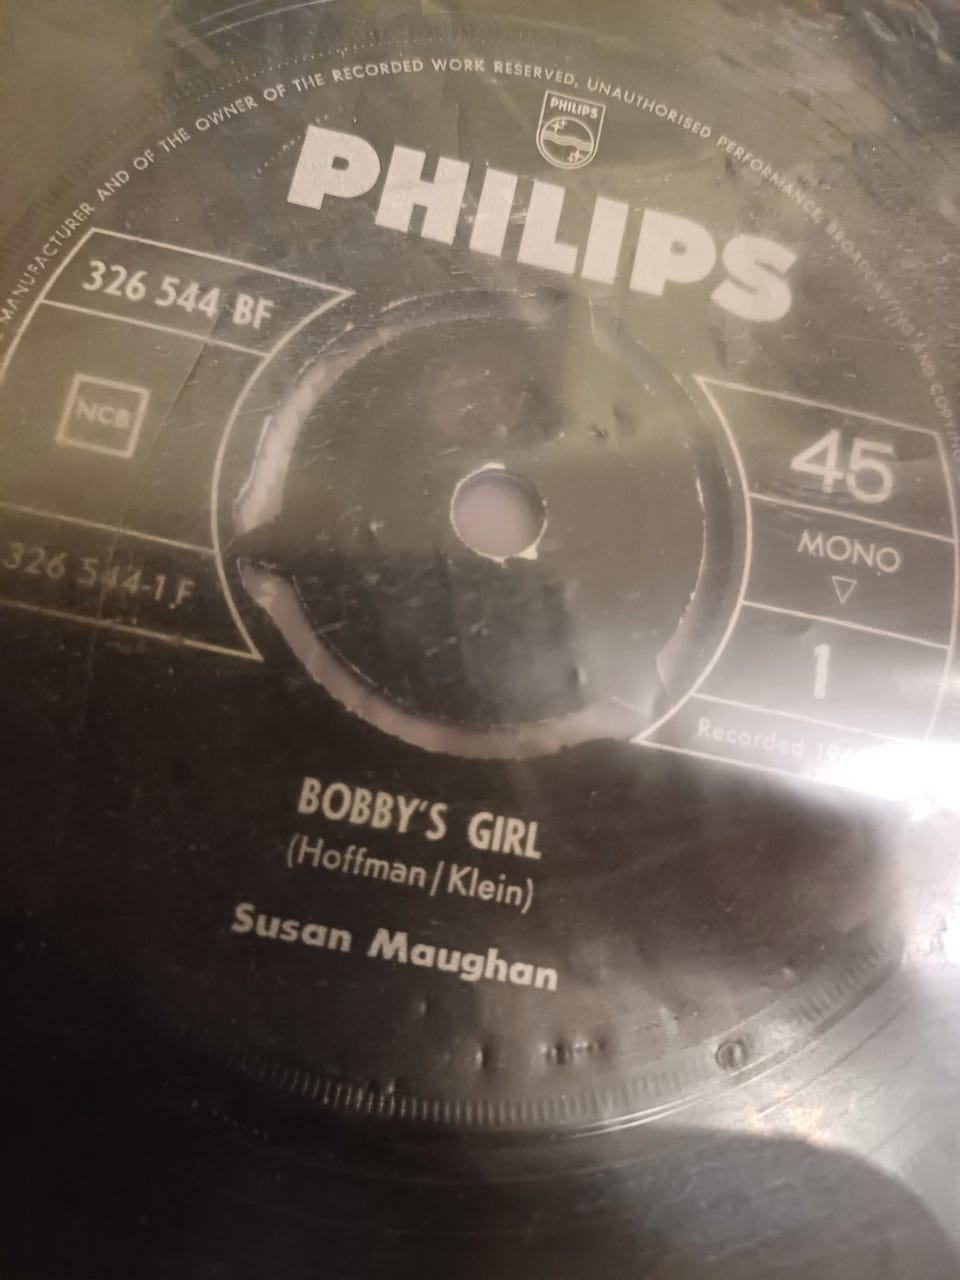 MANUFACTURER AND OF THE OWNER OF THE RECORDED WORK RESERVED, UNAUTHORISED PERFORMANCE, BROADCASTING AND COPYING
PHILIPS
PHILIPS
326 544 BF
NCB
326 544-1 F
45
MONO
▽
1
Recorded
BOBBY'S GIRL
(Hoffman/Klein)
Susan Maughan